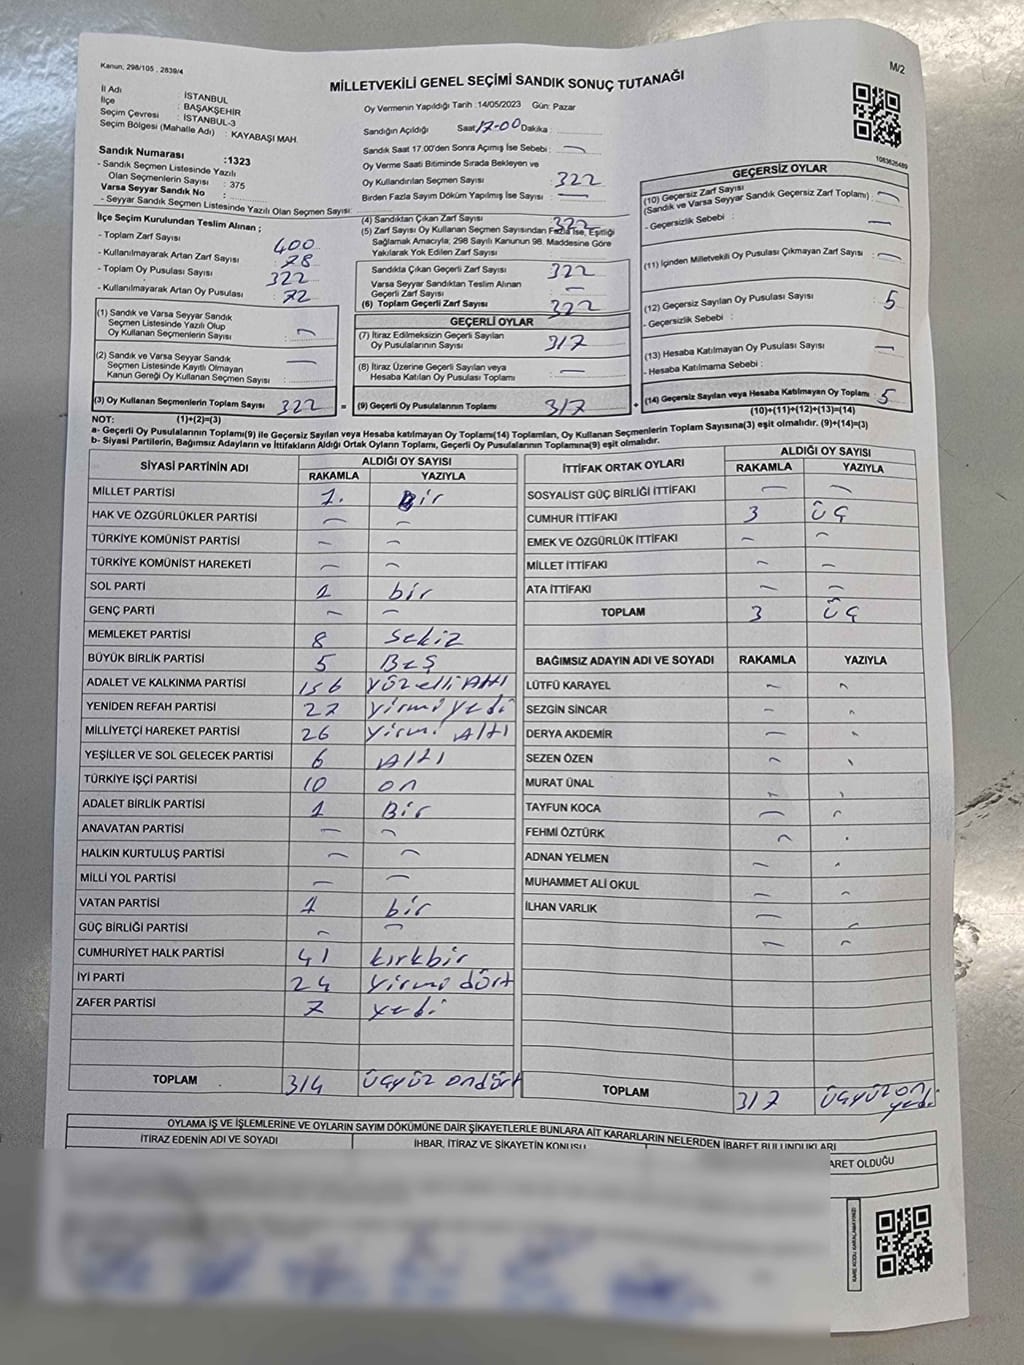 Kanun; 298/105 , 2839/4
M/2
MİLLETVEKİLİ GENEL SEÇİMİ SANDIK SONUÇ TUTANAĞI
İl Adı : İSTANBUL
İlçe : BAŞAKŞEHİR
Seçim Çevresi : İSTANBUL-3
Seçim Bölgesi (Mahalle Adı) : KAYABAŞI MAH.
Sandık Numarası :1323
- Sandık Seçmen Listesinde Yazılı
Olan Seçmenlerin Sayısı : 375
Varsa Seyyar Sandık No :
- Seyyar Sandık Seçmen Listesinde Yazılı Olan Seçmen Sayısı:
Oy Vermenin Yapıldığı Tarih :14/05/2023 Gün: Pazar
Sandığın Açıldığı Saat 17-00 Dakika :
Sandık Saat 17.00'den Sonra Açımış İse Sebebi : —
Oy Verme Saati Bitiminde Sırada Bekleyen ve
Oy Kullandırılan Seçmen Sayısı : 322
Birden Fazla Sayım Döküm Yapılmış İse Sayısı : —
1083626489
İlçe Seçim Kurulundan Teslim Alınan ;
- Toplam Zarf Sayısı 400
- Kullanılmayarak Artan Zarf Sayısı 78
- Toplam Oy Pusulası Sayısı 322
- Kullanılmayarak Artan Oy Pusulası 72
(1) Sandık ve Varsa Seyyar Sandık
Seçmen Listesinde Yazılı Olup
Oy Kullanan Seçmenlerin Sayısı : —
(2) Sandık ve Varsa Seyyar Sandık
Seçmen Listesinde Kayıtlı Olmayan
Kanun Gereği Oy Kullanan Seçmen Sayısı : —
(3) Oy Kullanan Seçmenlerin Toplam Sayısı 322
(4) Sandıktan Çıkan Zarf Sayısı 322
(5) Zarf Sayısı Oy Kullanan Seçmen Sayısından Fazla İse, Eşitliği
Sağlamak Amacıyla; 298 Sayılı Kanunun 98. Maddesine Göre
Yakılarak Yok Edilen Zarf Sayısı :
Sandıkta Çıkan Geçerli Zarf Sayısı 322
Varsa Seyyar Sandıktan Teslim Alınan
Geçerli Zarf Sayısı —
(6) Toplam Geçerli Zarf Sayısı 322
GEÇERLİ OYLAR
(7) İtiraz Edilmeksizin Geçerli Sayılan
Oy Pusulalarının Sayısı 317
(8) İtiraz Üzerine Geçerli Sayılan veya
Hesaba Katılan Oy Pusulası Toplamı —
= (9) Geçerli Oy Pusulalarının Toplamı 317
GEÇERSİZ OYLAR
(10) Geçersiz Zarf Sayısı
(Sandık ve Varsa Seyyar Sandık Geçersiz Zarf Toplamı) : —
- Geçersizlik Sebebi : —
(11) İçinden Milletvekili Oy Pusulası Çıkmayan Zarf Sayısı : —
(12) Geçersiz Sayılan Oy Pusulası Sayısı : 5
- Geçersizlik Sebebi :
(13) Hesaba Katılmayan Oy Pusulası Sayısı : —
- Hesaba Katılmama Sebebi :
+ (14) Geçersiz Sayılan veya Hesaba Katılmayan Oy Toplamı 5
NOT: (1)+(2)=(3)
(10)+(11)+(12)+(13)=(14)
a- Geçerli Oy Pusulalarının Toplamı(9) ile Geçersiz Sayılan veya Hesaba katılmayan Oy Toplamı(14) Toplamları, Oy Kullanan Seçmenlerin Toplam Sayısına(3) eşit olmalıdır. (9)+(14)=(3)
b- Siyasi Partilerin, Bağımsız Adayların ve İttifakların Aldığı Oyların Toplamı, Geçerli Oy Pusulalarının Toplamına(9) eşit olmalıdır.
SİYASİ PARTİNİN ADI ALDIĞI OY SAYISI
RAKAMLA YAZIYLA
MİLLET PARTİSİ 1. Bir
HAK VE ÖZGÜRLÜKLER PARTİSİ — —
TÜRKİYE KOMÜNİST PARTİSİ — —
TÜRKİYE KOMÜNİST HAREKETİ — —
SOL PARTİ 1 bir
GENÇ PARTİ — —
MEMLEKET PARTİSİ 8 sekiz
BÜYÜK BİRLİK PARTİSİ 5 Beş
ADALET VE KALKINMA PARTİSİ 156 yüz elli Altı
YENİDEN REFAH PARTİSİ 27 yirmi yedi
MİLLİYETÇİ HAREKET PARTİSİ 26 yirmi Altı
YEŞİLLER VE SOL GELECEK PARTİSİ 6 Altı
TÜRKİYE İŞÇİ PARTİSİ 10 on
ADALET BİRLİK PARTİSİ 1 Bir
ANAVATAN PARTİSİ — —
HALKIN KURTULUŞ PARTİSİ — —
MİLLİ YOL PARTİSİ — —
VATAN PARTİSİ 1 bir
GÜÇ BİRLİĞİ PARTİSİ — —
CUMHURİYET HALK PARTİSİ 41 kırkbir
İYİ PARTİ 24 yirmi dört
ZAFER PARTİSİ 7 yedi
TOPLAM 314 üçyüz ondört
İTTİFAK ORTAK OYLARI ALDIĞI OY SAYISI
RAKAMLA YAZIYLA
SOSYALİST GÜÇ BİRLİĞİ İTTİFAKI — —
CUMHUR İTTİFAKI 3 üç
EMEK VE ÖZGÜRLÜK İTTİFAKI — —
MİLLET İTTİFAKI — —
ATA İTTİFAKI — —
TOPLAM 3 üç
BAĞIMSIZ ADAYIN ADI VE SOYADI RAKAMLA YAZIYLA
LÜTFÜ KARAYEL — —
SEZGİN SİNCAR — —
DERYA AKDEMİR — —
SEZEN ÖZEN — —
MURAT ÜNAL — —
TAYFUN KOCA — —
FEHMİ ÖZTÜRK — —
ADNAN YELMEN — —
MUHAMMET ALİ OKUL — —
İLHAN VARLIK — —
TOPLAM 317 üçyüz on yedi
OYLAMA İŞ VE İŞLEMLERİNE VE OYLARIN SAYIM DÖKÜMÜNE DAİR ŞİKAYETLERLE BUNLARA AİT KARARLARIN NELERDEN İBARET BULUNDUKLARI
İTİRAZ EDENİN ADI VE SOYADI İHBAR, İTİRAZ VE ŞİKAYETİN KONUSU
ARET OLDUĞU
KARE KODU KARALAMAYINIZ!